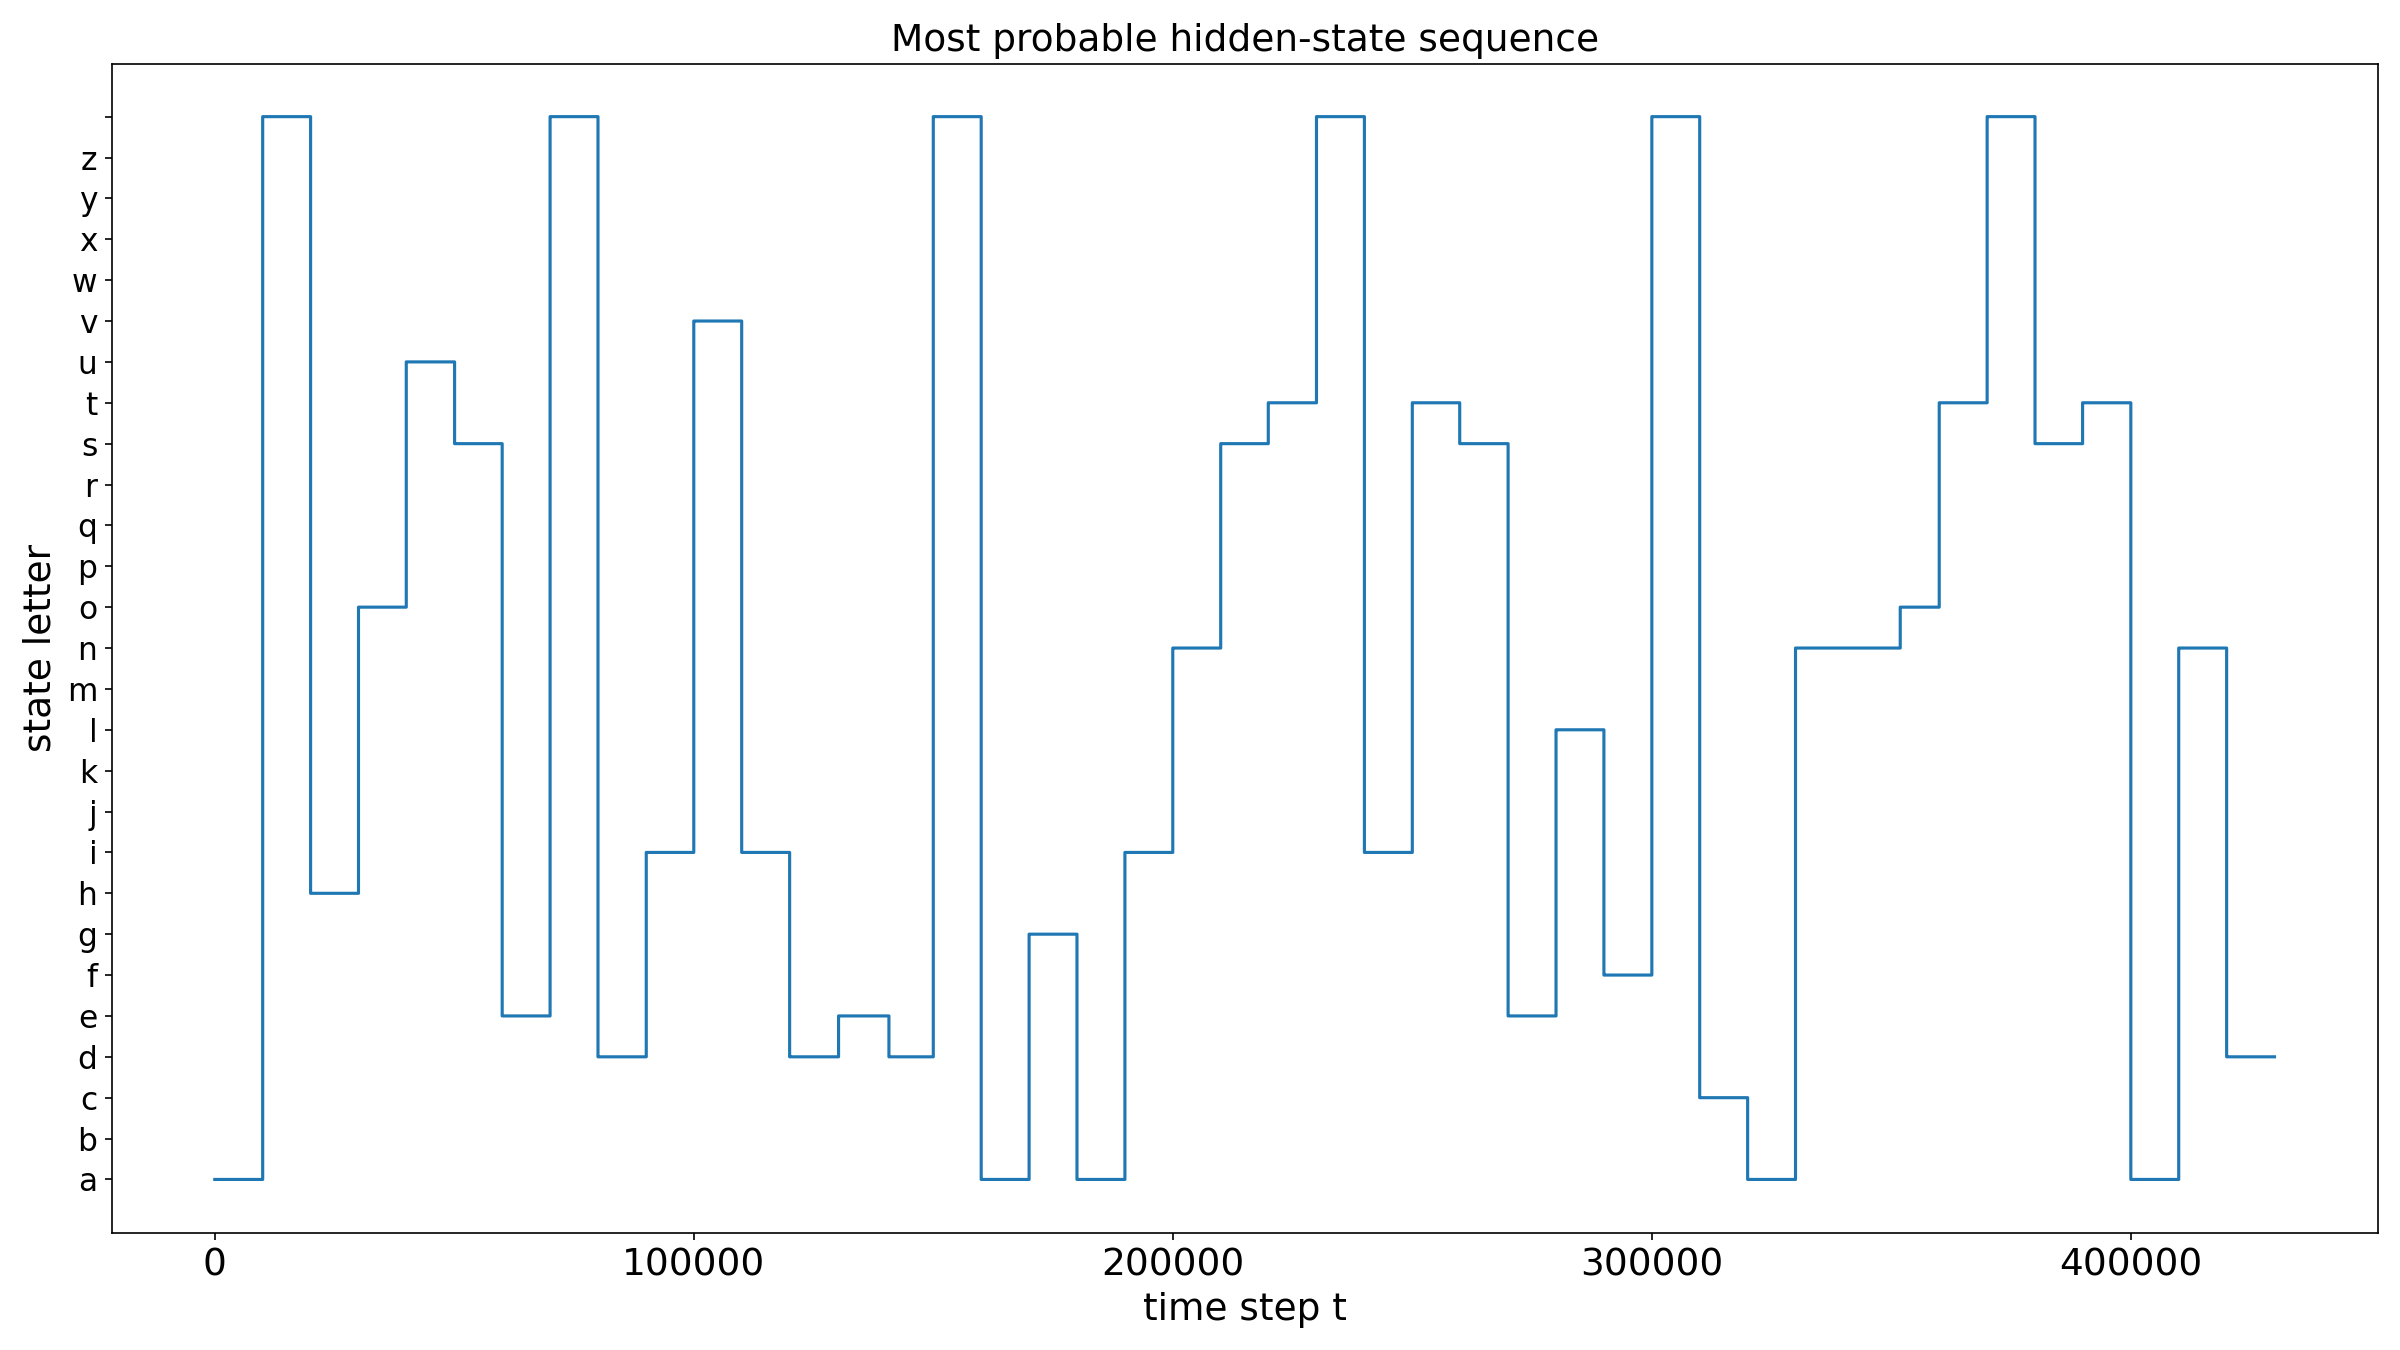 Most probable hidden-state sequence
z
y
x
w
v
u
t
s
r
q
p
o
n
m
l
k
j
i
h
g
f
e
d
c
b
a
state letter
0 100000 200000 300000 400000
time step t